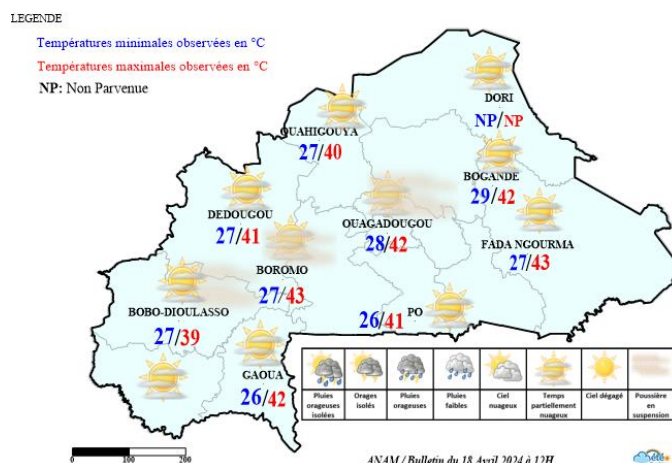 LEGENDE
Températures minimales observées en °C
Températures maximales observées en °C
NP: Non Parvenue
DORI
NP/NP
OUAHIGOUYA
27/40
BOGANDE
29/42
DEDOUGOU
27/41
OUAGADOUGOU
28/42
FADA NGOURMA
27/43
BOROMO
27/43
BOBO-DIOULASSO
27/39
PO
26/41
GAOUA
26/42
Pluies orageuses isolées
Orages isolés
Pluies orageuses
Pluies faibles
Ciel nuageux
Temps partiellement nuageux
Ciel dégagé
Poussière en suspension
0 100 200
ANAM / Bulletin du 18 Avril 2024 à 12H